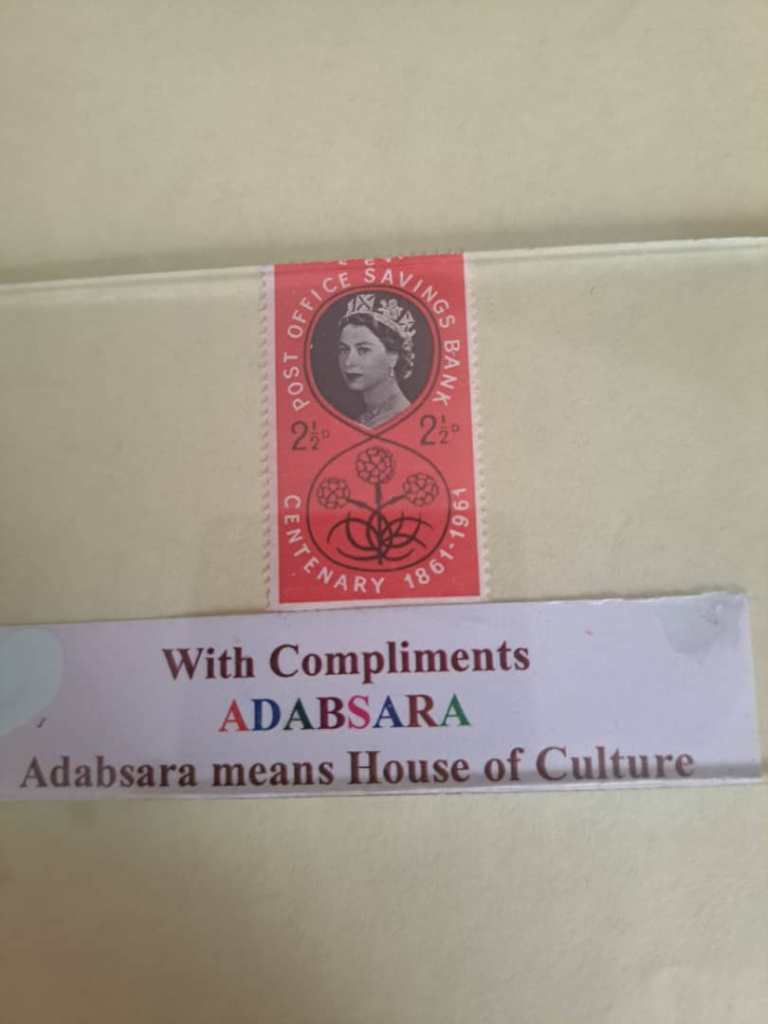 POST OFFICE SAVINGS BANK
2½D 2½D
CENTENARY 1861-1961
With Compliments
ADABSARA
Adabsara means House of Culture